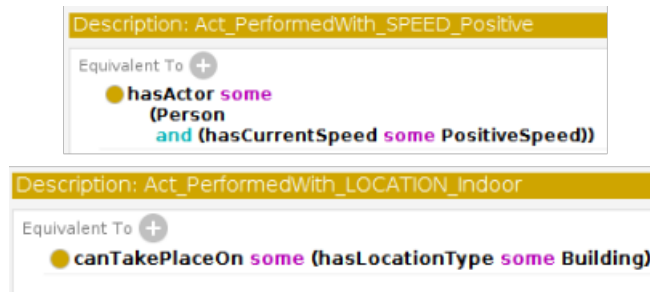 Description: Act_PerformedWith_SPEED_Positive
Equivalent To
hasActor some
(Person
and (hasCurrentSpeed some PositiveSpeed))
Description: Act_PerformedWith_LOCATION_Indoor
Equivalent To
canTakePlaceOn some (hasLocationType some Building)